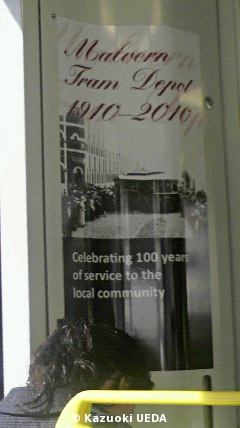 Malvern
Tram Depot
1910-2010
Celebrating 100 years
of service to the
local community
© Kazuoki UEDA